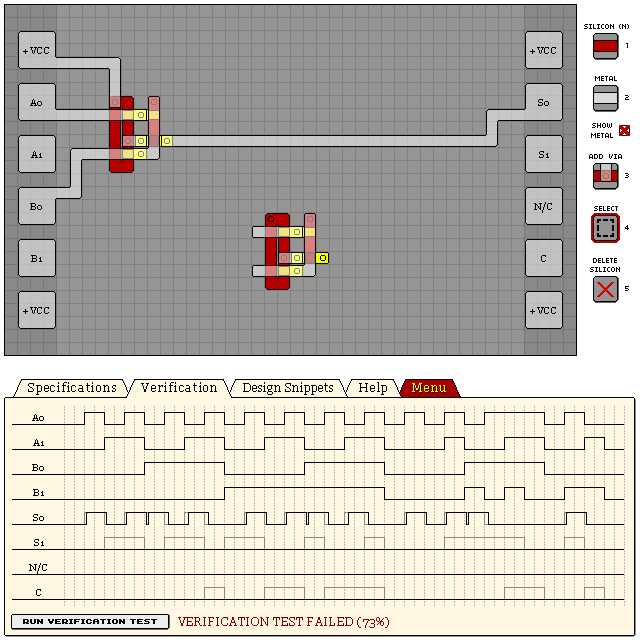 +VCC
A0
A1
B0
B1
+VCC
+VCC
S0
S1
N/C
C
+VCC
SILICON (N)
1
METAL
2
SHOW
METAL
ADD VIA
3
SELECT
4
DELETE
SILICON
5
Specifications Verification Design Snippets Help Menu
A0
A1
B0
B1
S0
S1
N/C
C
RUN VERIFICATION TEST VERIFICATION TEST FAILED (73%)